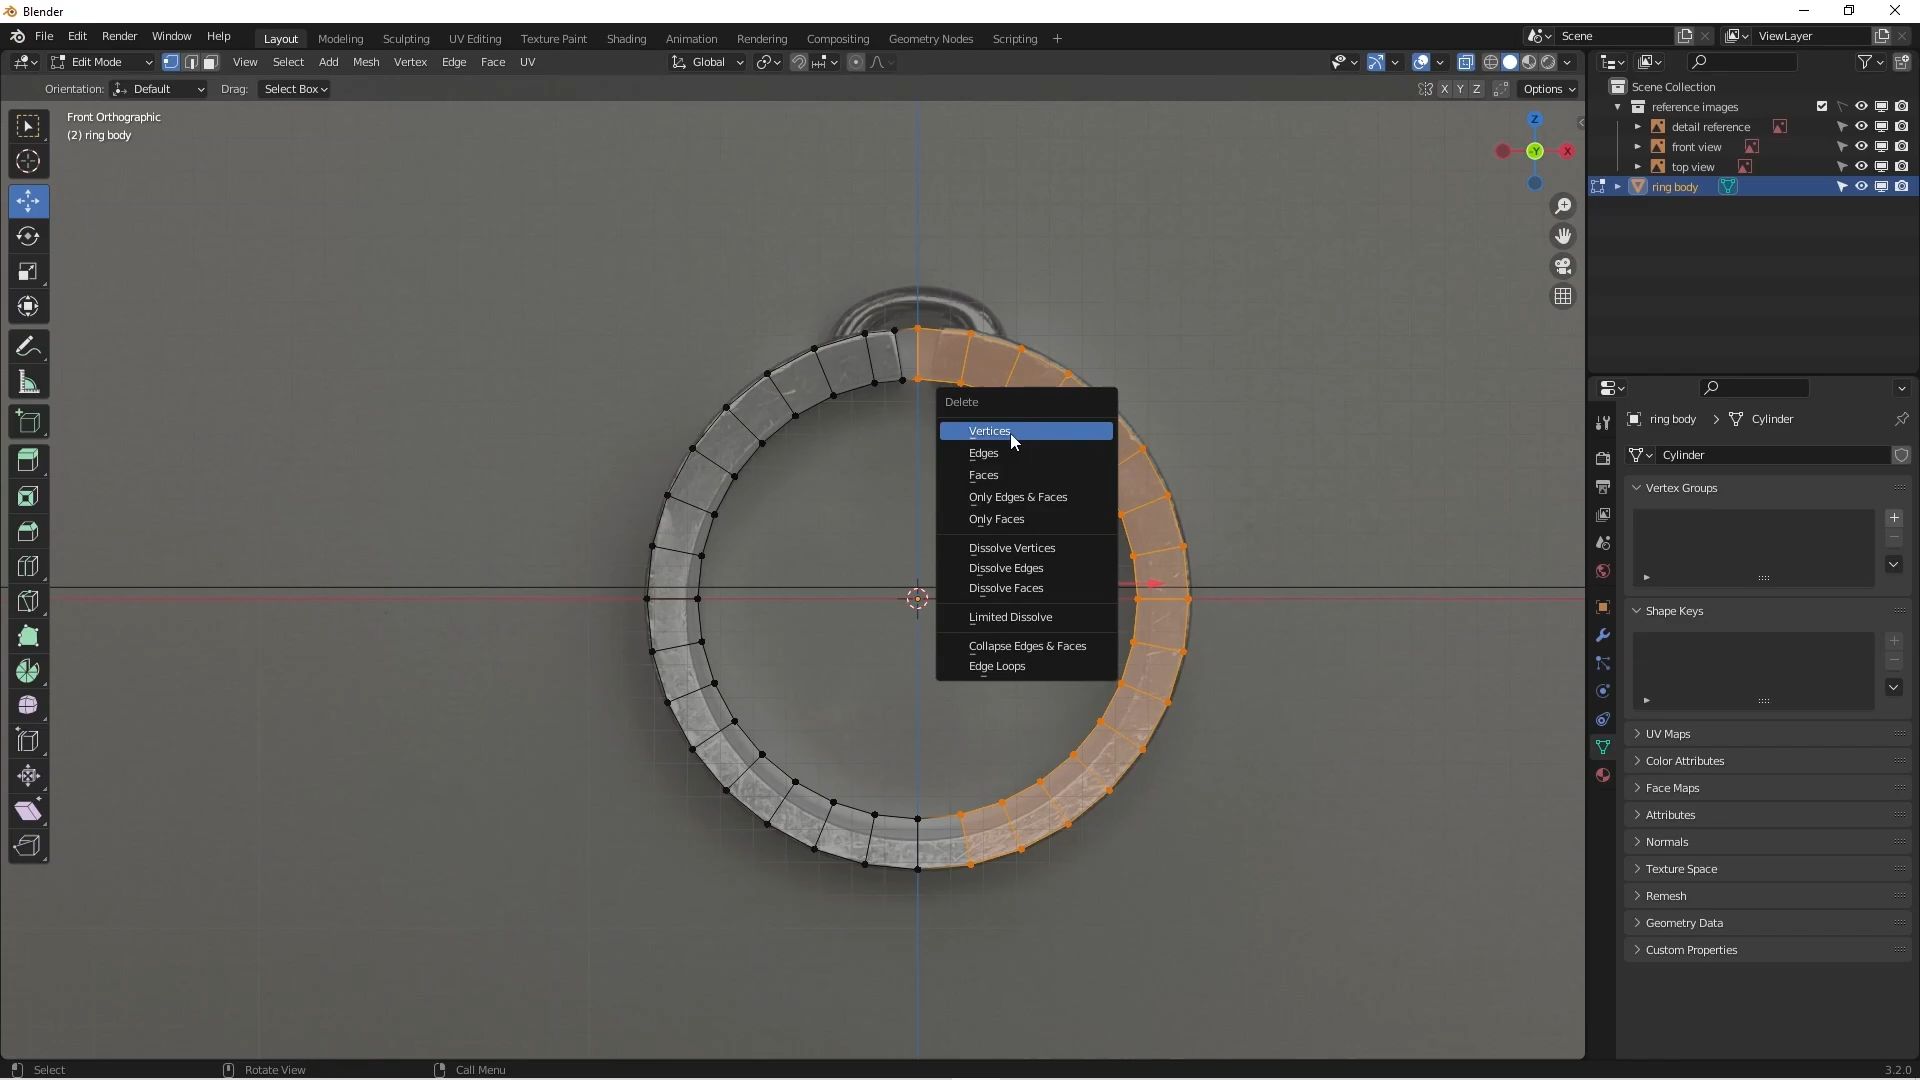 Blender
File Edit Render Window Help Layout Modeling Sculpting UV Editing Texture Paint Shading Animation Rendering Compositing Geometry Nodes Scripting + Scene ViewLayer
Edit Mode View Select Add Mesh Vertex Edge Face UV Global
Orientation: Default Drag: Select Box X Y Z Options
Front Orthographic
(2) ring body
Z
-Y
X
Scene Collection
reference images
detail reference
front view
top view
ring body
Delete
Vertices
Edges
Faces
Only Edges & Faces
Only Faces
Dissolve Vertices
Dissolve Edges
Dissolve Faces
Limited Dissolve
Collapse Edges & Faces
Edge Loops
ring body > Cylinder
Cylinder
Vertex Groups
Shape Keys
UV Maps
Color Attributes
Face Maps
Attributes
Normals
Texture Space
Remesh
Geometry Data
Custom Properties
Select Rotate View Call Menu 3.2.0